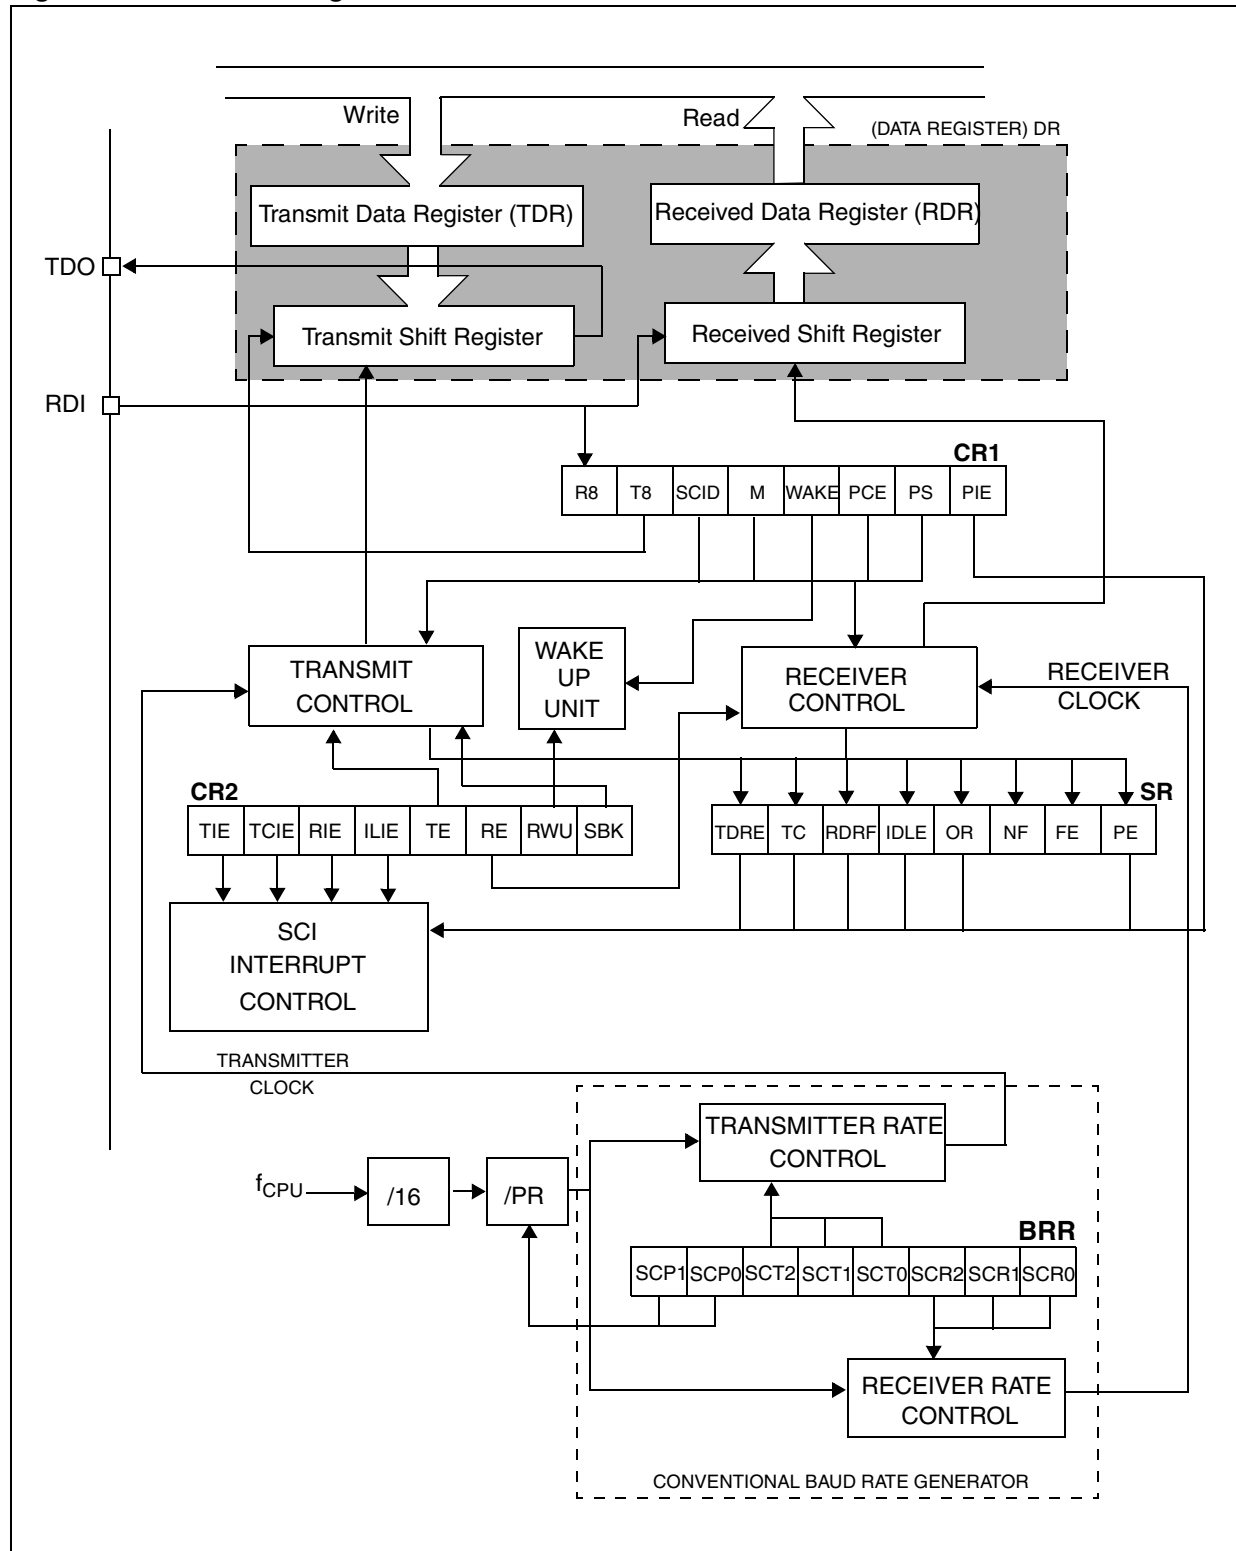 Write
Read
(DATA REGISTER) DR
Transmit Data Register (TDR)
Received Data Register (RDR)
TDO
Transmit Shift Register
Received Shift Register
RDI
CR1
R8 T8 SCID M WAKE PCE PS PIE
TRANSMIT
CONTROL
WAKE
UP
UNIT
RECEIVER
CONTROL
RECEIVER
CLOCK
CR2
TIE TCIE RIE ILIE TE RE RWU SBK
SR
TDRE TC RDRF IDLE OR NF FE PE
SCI
INTERRUPT
CONTROL
TRANSMITTER
CLOCK
TRANSMITTER RATE
CONTROL
fCPU
/16
/PR
BRR
SCP1 SCP0 SCT2 SCT1 SCT0 SCR2 SCR1 SCR0
RECEIVER RATE
CONTROL
CONVENTIONAL BAUD RATE GENERATOR